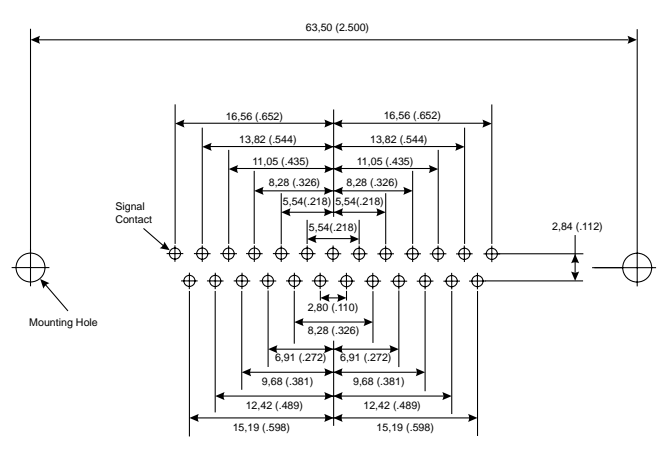 63,50 (2.500)
16,56 (.652) 16,56 (.652)
13,82 (.544) 13,82 (.544)
11,05 (.435) 11,05 (.435)
8,28 (.326) 8,28 (.326)
5,54(.218) 5,54(.218)
5,54(.218)
Signal
Contact
2,84 (.112)
Mounting Hole
2,80 (.110)
8,28 (.326)
6,91 (.272) 6,91 (.272)
9,68 (.381) 9,68 (.381)
12,42 (.489) 12,42 (.489)
15,19 (.598) 15,19 (.598)